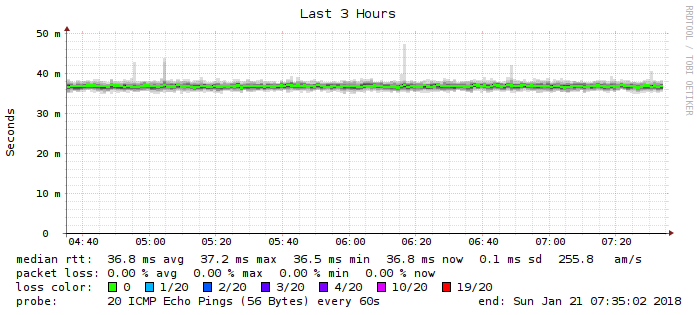 Last 3 Hours
RRDTOOL / TOBI OETIKER
Seconds
50 m
40 m
30 m
20 m
10 m
0
04:40 05:00 05:20 05:40 06:00 06:20 06:40 07:00 07:20
median rtt: 36.8 ms avg 37.2 ms max 36.5 ms min 36.8 ms now 0.1 ms sd 255.8 am/s
packet loss: 0.00 % avg 0.00 % max 0.00 % min 0.00 % now
loss color: 0 1/20 2/20 3/20 4/20 10/20 19/20
probe: 20 ICMP Echo Pings (56 Bytes) every 60s end: Sun Jan 21 07:35:02 2018